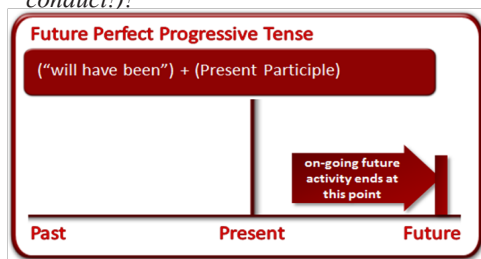 conduct!)!
Future Perfect Progressive Tense
(“will have been”) + (Present Participle)
on-going future
activity ends at
this point
Past Present Future